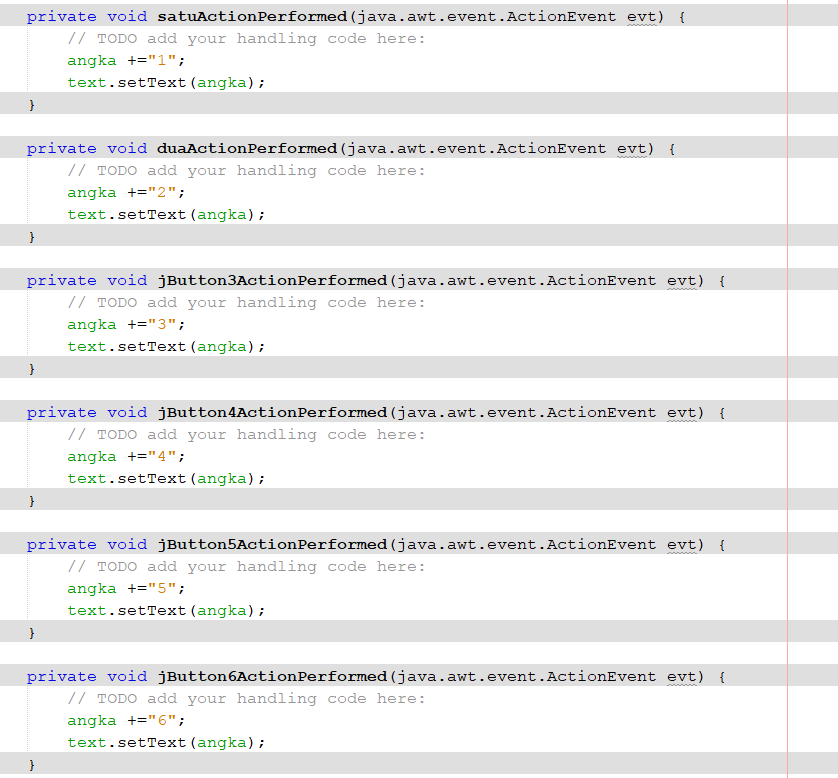 private void satuActionPerformed(java.awt.event.ActionEvent evt) {
// TODO add your handling code here:
angka +="1";
text.setText(angka);
}
private void duaActionPerformed(java.awt.event.ActionEvent evt) {
// TODO add your handling code here:
angka +="2";
text.setText(angka);
}
private void jButton3ActionPerformed(java.awt.event.ActionEvent evt) {
// TODO add your handling code here:
angka +="3";
text.setText(angka);
}
private void jButton4ActionPerformed(java.awt.event.ActionEvent evt) {
// TODO add your handling code here:
angka +="4";
text.setText(angka);
}
private void jButton5ActionPerformed(java.awt.event.ActionEvent evt) {
// TODO add your handling code here:
angka +="5";
text.setText(angka);
}
private void jButton6ActionPerformed(java.awt.event.ActionEvent evt) {
// TODO add your handling code here:
angka +="6";
text.setText(angka);
}